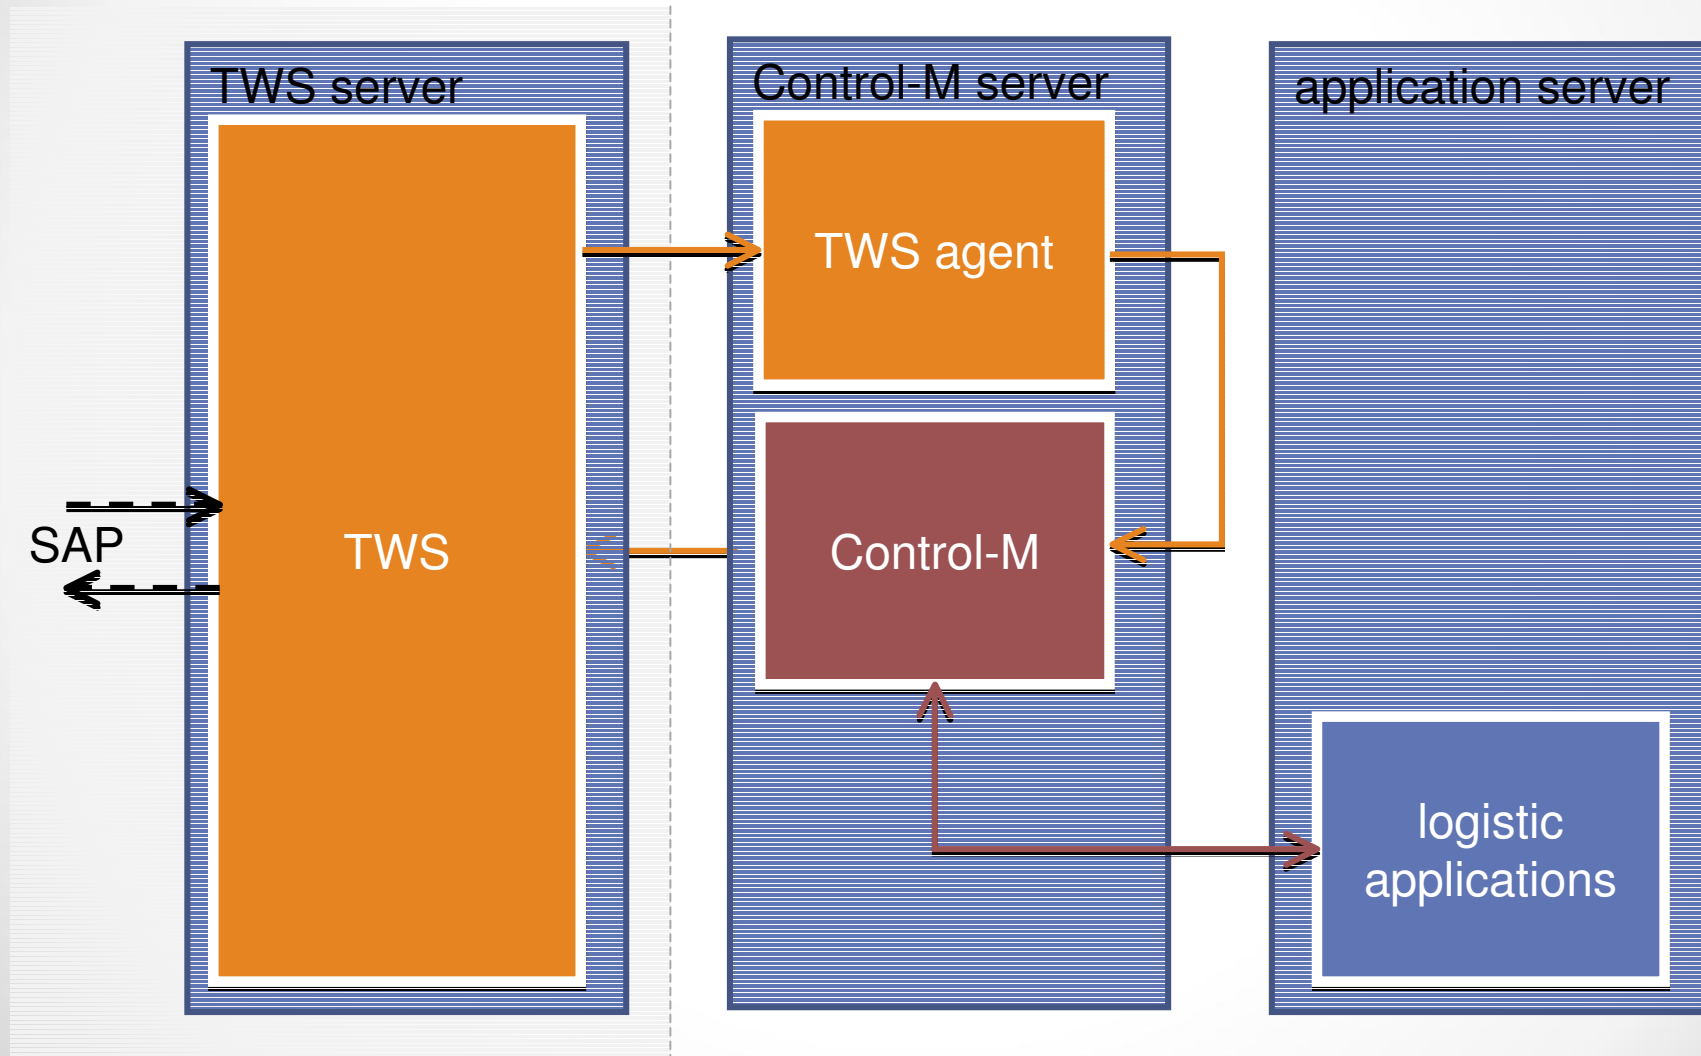 TWS server
Control-M server
application server
TWS agent
SAP
TWS
Control-M
logistic
applications